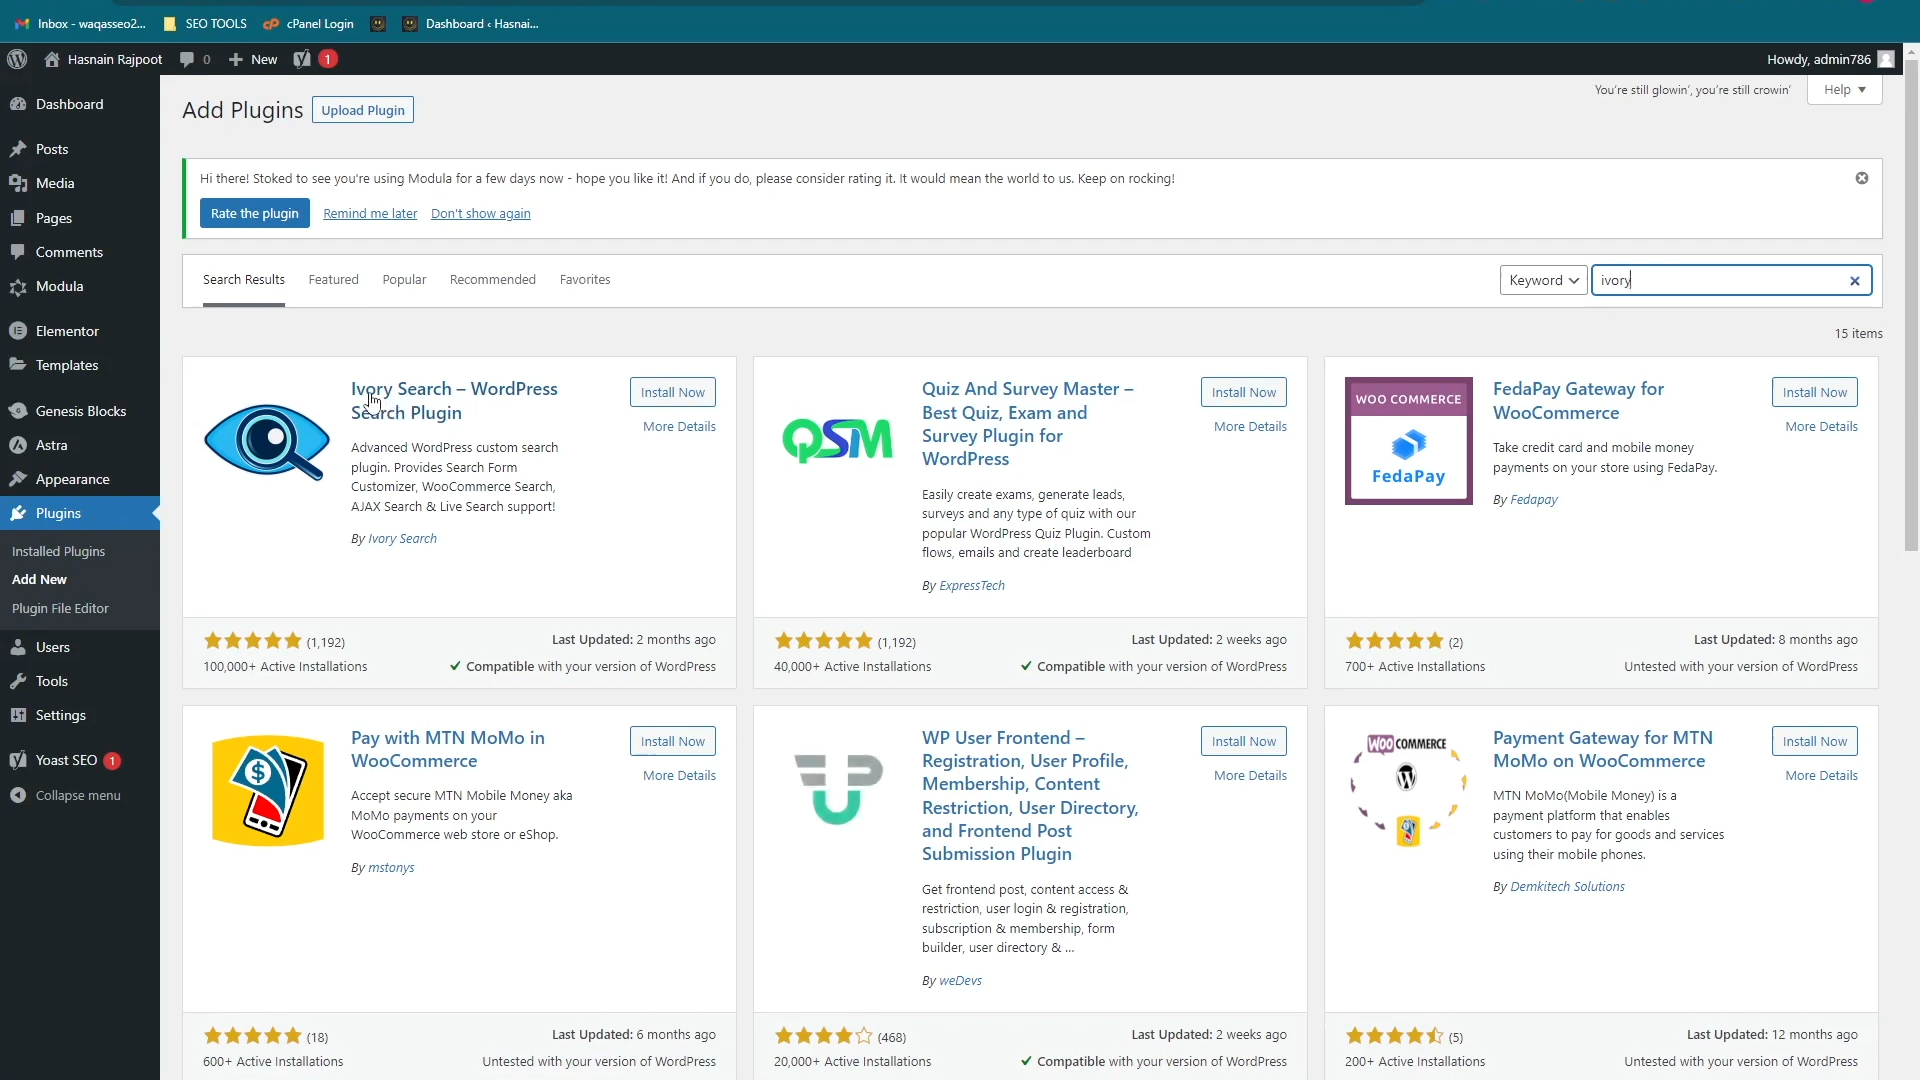 Inbox - waqasseo2...
SEO TOOLS
cPanel Login
Dashboard ‹ Hasnai...
Hasnain Rajpoot
0
New
1
Howdy, admin786
Dashboard
Posts
Media
Pages
Comments
Modula
Elementor
Templates
Genesis Blocks
Astra
Appearance
Plugins
Installed Plugins
Add New
Plugin File Editor
Users
Tools
Settings
Yoast SEO 1
Collapse menu
You're still glowin', you're still crowin'
Help
Add Plugins
Upload Plugin
Hi there! Stoked to see you're using Modula for a few days now - hope you like it! And if you do, please consider rating it. It would mean the world to us. Keep on rocking!
Rate the plugin
Remind me later
Don't show again
Search Results
Featured
Popular
Recommended
Favorites
Keyword
ivory
15 items
Ivory Search – WordPress
Search Plugin
Install Now
More Details
Advanced WordPress custom search
plugin. Provides Search Form
Customizer, WooCommerce Search,
AJAX Search & Live Search support!
By Ivory Search
(1,192)
Last Updated: 2 months ago
100,000+ Active Installations
Compatible with your version of WordPress
QSM
Quiz And Survey Master –
Best Quiz, Exam and
Survey Plugin for
WordPress
Install Now
More Details
Easily create exams, generate leads,
surveys and any type of quiz with our
popular WordPress Quiz Plugin. Custom
flows, emails and create leaderboard
By ExpressTech
(1,192)
Last Updated: 2 weeks ago
40,000+ Active Installations
Compatible with your version of WordPress
WOO COMMERCE
FedaPay
FedaPay Gateway for
WooCommerce
Install Now
More Details
Take credit card and mobile money
payments on your store using FedaPay.
By Fedapay
(2)
Last Updated: 8 months ago
700+ Active Installations
Untested with your version of WordPress
Pay with MTN MoMo in
WooCommerce
Install Now
More Details
Accept secure MTN Mobile Money aka
MoMo payments on your
WooCommerce web store or eShop.
By mstonys
(18)
Last Updated: 6 months ago
600+ Active Installations
Untested with your version of WordPress
WP User Frontend –
Registration, User Profile,
Membership, Content
Restriction, User Directory,
and Frontend Post
Submission Plugin
Install Now
More Details
Get frontend post, content access &
restriction, user login & registration,
subscription & membership, form
builder, user directory & ...
By weDevs
(468)
Last Updated: 2 weeks ago
20,000+ Active Installations
Compatible with your version of WordPress
WOO COMMERCE
Payment Gateway for MTN
MoMo on WooCommerce
Install Now
More Details
MTN MoMo(Mobile Money) is a
payment platform that enables
customers to pay for goods and services
using their mobile phones.
By Demkitech Solutions
(5)
Last Updated: 12 months ago
200+ Active Installations
Untested with your version of WordPress